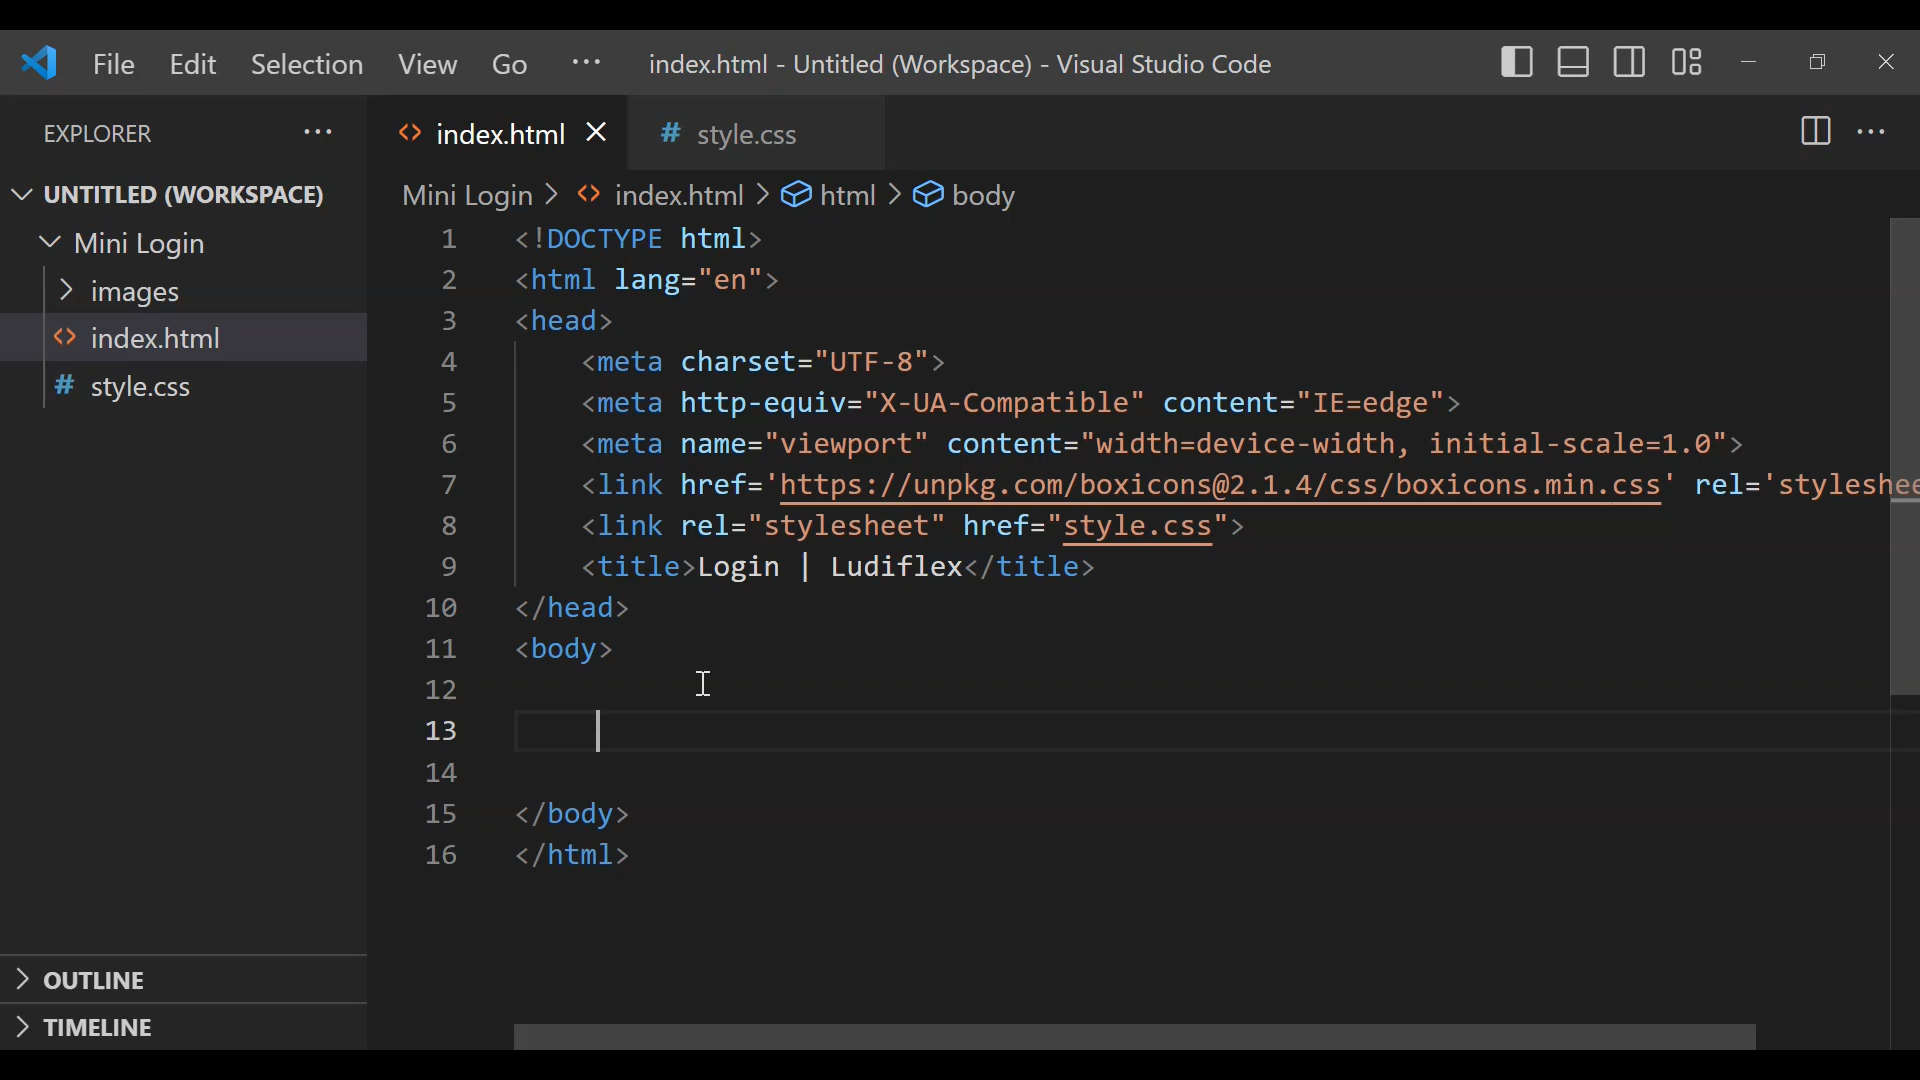 File Edit Selection View Go ··· index.html - Untitled (Workspace) - Visual Studio Code
EXPLORER ···
UNTITLED (WORKSPACE)
Mini Login
images
index.html
style.css
OUTLINE
TIMELINE
index.html
# style.css
Mini Login > index.html > html > body
1 <!DOCTYPE html>
2 <html lang="en">
3 <head>
4 <meta charset="UTF-8">
5 <meta http-equiv="X-UA-Compatible" content="IE=edge">
6 <meta name="viewport" content="width=device-width, initial-scale=1.0">
7 <link href='https://unpkg.com/boxicons@2.1.4/css/boxicons.min.css' rel='styleshee
8 <link rel="stylesheet" href="style.css">
9 <title>Login | Ludiflex</title>
10 </head>
11 <body>
12
13
14
15 </body>
16 </html>